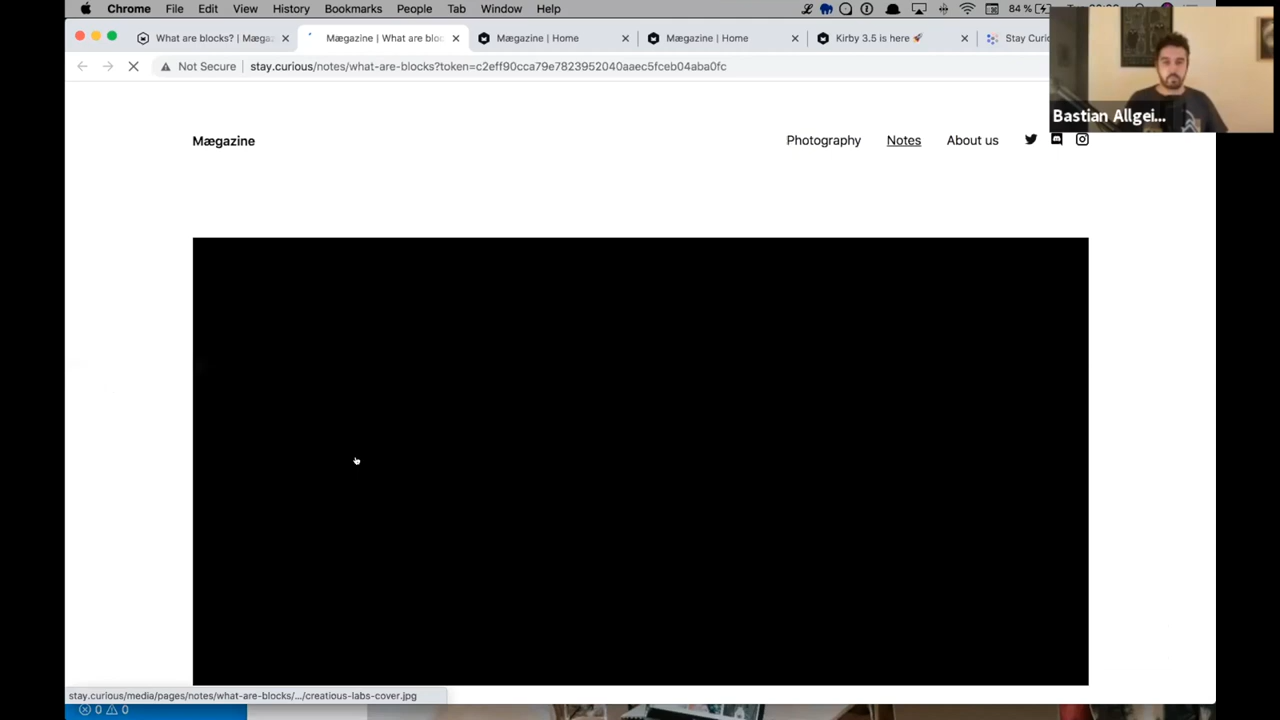 Chrome File Edit View History Bookmarks People Tab Window Help 84 %
What are blocks? | Mægaz Mægazine | What are bloc Mægazine | Home Mægazine | Home Kirby 3.5 is here 🚀 Stay Curi
Not Secure stay.curious/notes/what-are-blocks?token=c2eff90cca79e7823952040aaec5fceb04aba0fc
Bastian Allgei...
Mægazine Photography Notes About us
stay.curious/media/pages/notes/what-are-blocks/.../creatious-labs-cover.jpg
0 0